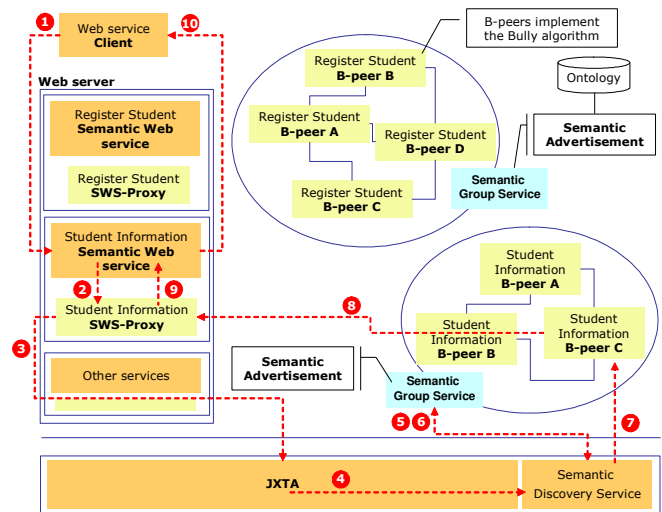 1
10
Web service
Client
B-peers implement
the Bully algorithm
Web server
Register Student
B-peer B
Ontology
Register Student
Semantic Web
service
Register Student
B-peer A
Register Student
B-peer D
Semantic
Advertisement
Register Student
SWS-Proxy
Register Student
B-peer C
Semantic
Group Service
Student Information
Semantic Web
service
2
9
Student
Information
B-peer A
8
Student Information
SWS-Proxy
3
Student
Information
B-peer B
Student
Information
B-peer C
Semantic
Advertisement
Other services
Semantic
Group Service
5
6
7
JXTA
4
Semantic
Discovery Service